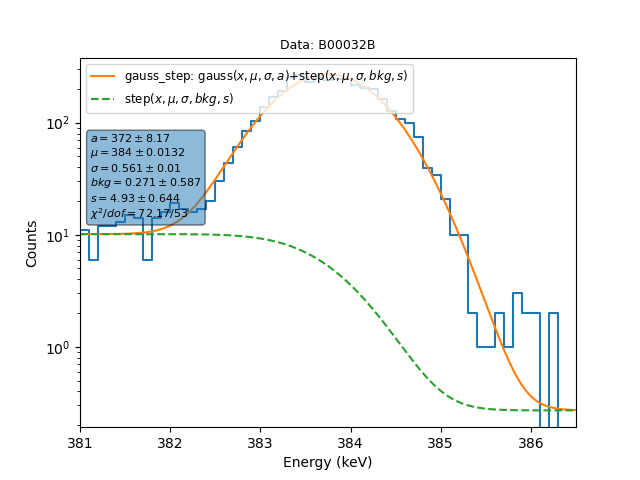 Data: B00032B
gauss_step: gauss(x, μ, σ, a)+step(x, μ, σ, bkg, s)
step(x, μ, σ, bkg, s)
a = 372 ± 8.17
μ = 384 ± 0.0132
σ = 0.561 ± 0.01
bkg = 0.271 ± 0.587
s = 4.93 ± 0.644
χ²/dof = 72.17/53
10²
10¹
10⁰
Counts
381 382 383 384 385 386
Energy (keV)